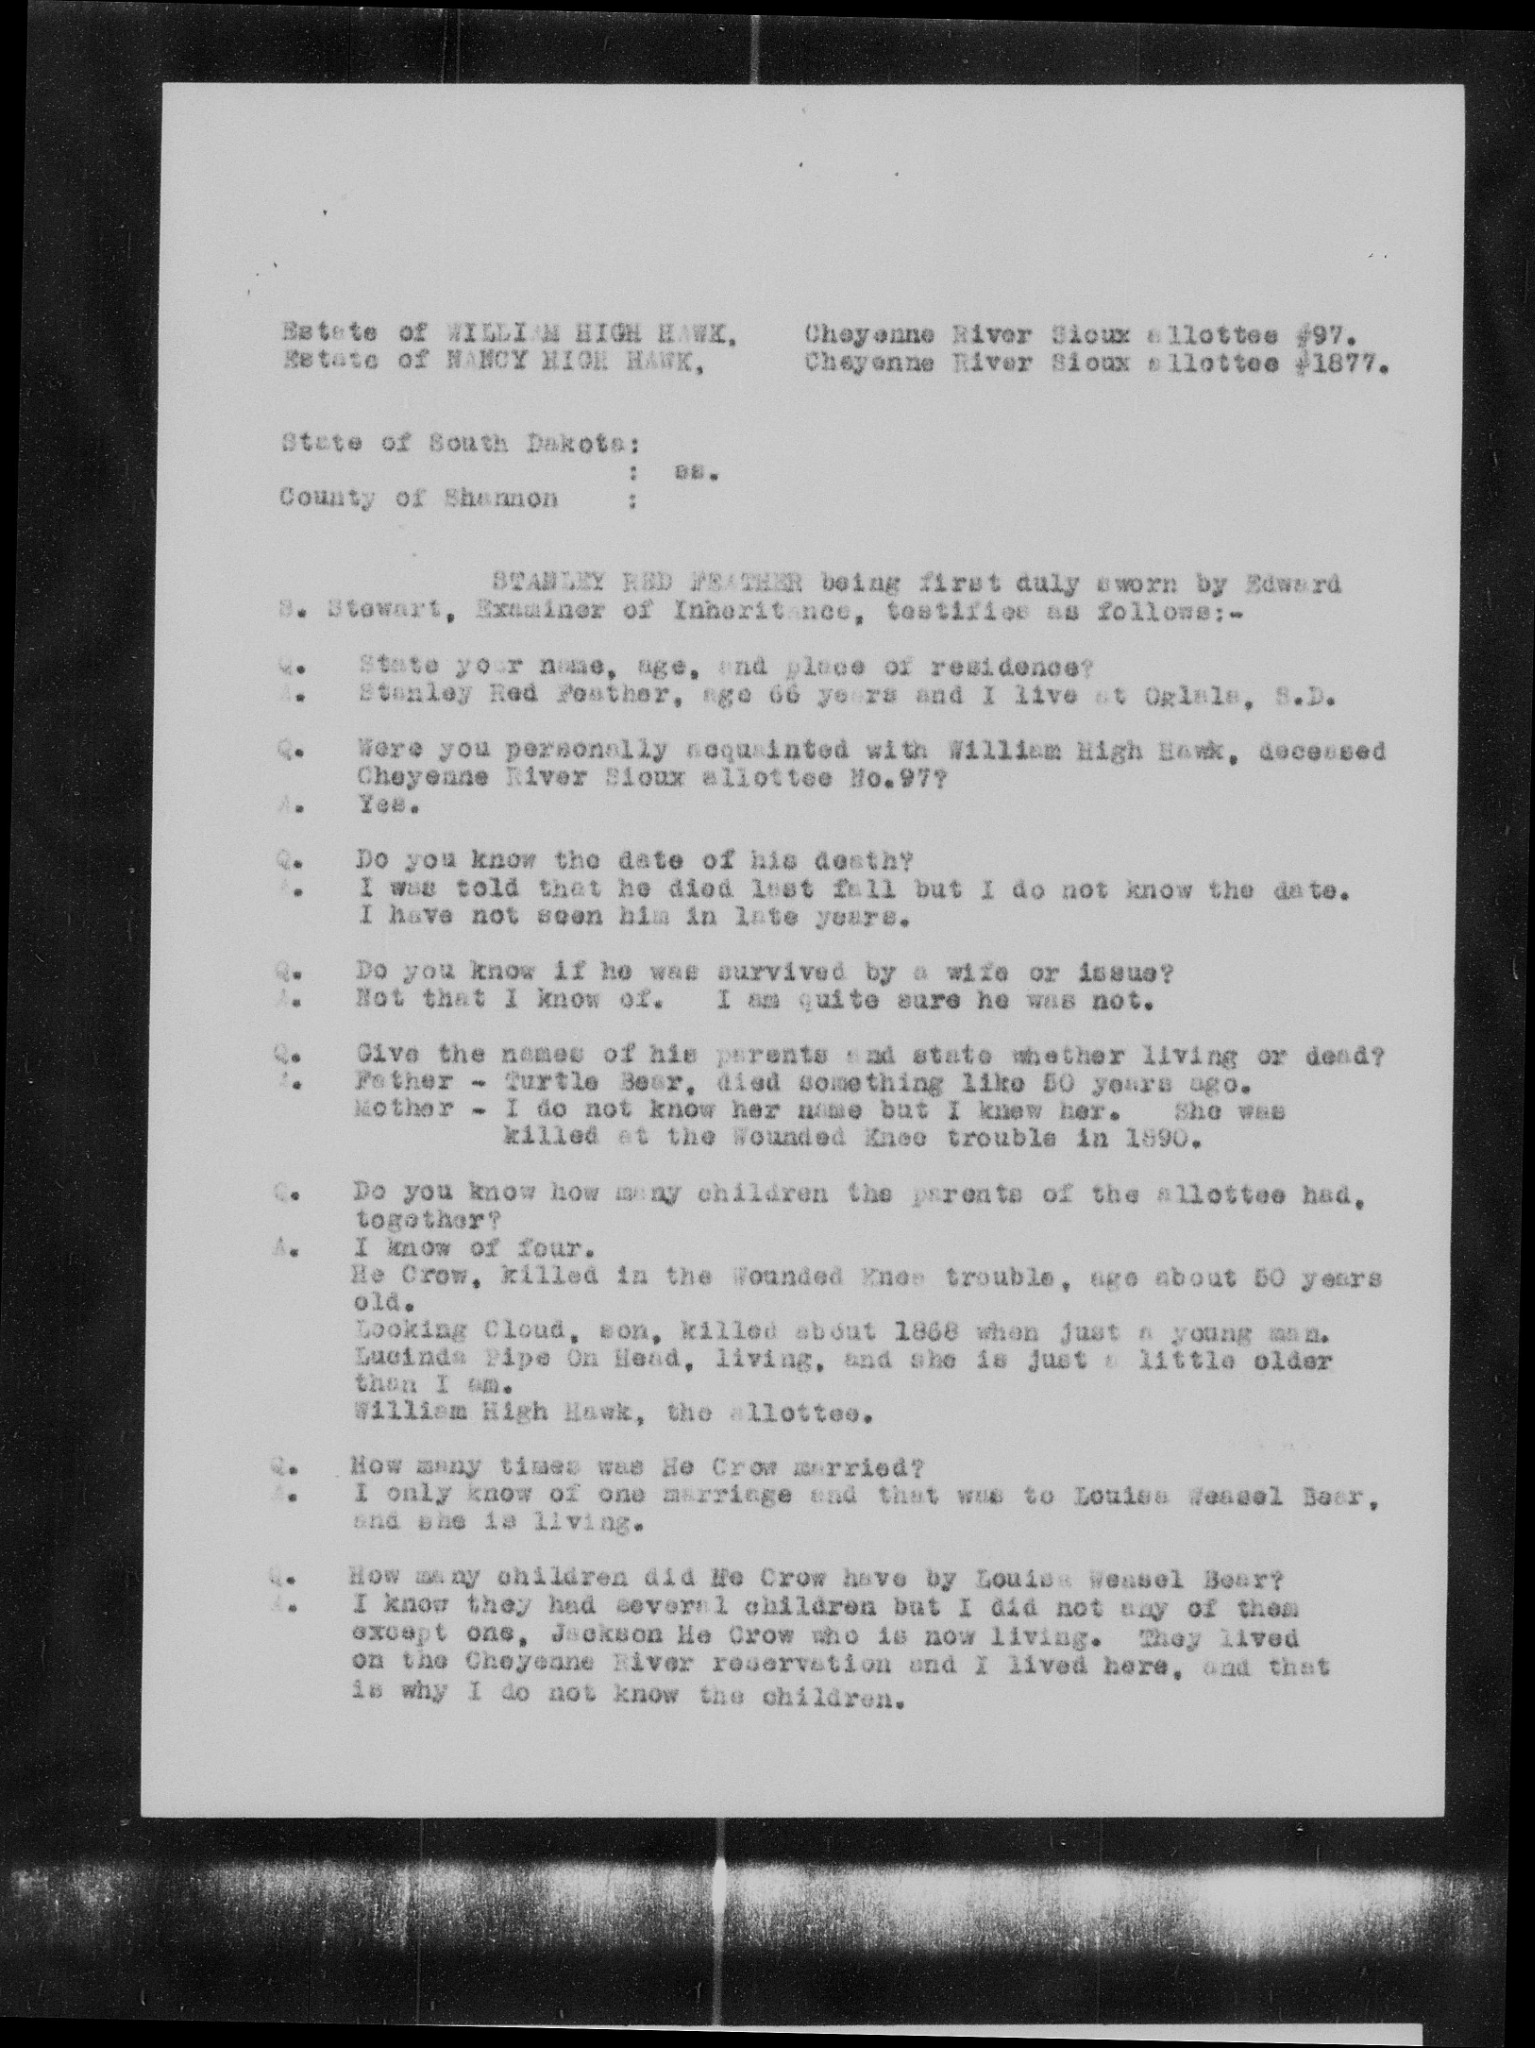 Estate of WILLIAM HIGH HAWK, Cheyenne River Sioux allottee #97.
Estate of NANCY HIGH HAWK, Cheyenne River Sioux allottee #1877.
State of South Dakota:
: ss.
County of Shannon :
STANLEY RED FEATHER being first duly sworn by Edward
S. Stewart, Examiner of Inheritance, testifies as follows:-
Q. State your name, age, and place of residence?
A. Stanley Red Feather, age 66 years and I live at Oglala, S.D.
Q. Were you personally acquainted with William High Hawk, deceased
Cheyenne River Sioux allottee No.97?
A. Yes.
Q. Do you know the date of his death?
A. I was told that he died last fall but I do not know the date.
I have not seen him in late years.
Q. Do you know if he was survived by a wife or issue?
A. Not that I know of. I am quite sure he was not.
Q. Give the names of his parents and state whether living or dead?
A. Father - Turtle Bear, died something like 50 years ago.
Mother - I do not know her name but I knew her. She was
killed at the Wounded Knee trouble in 1890.
Q. Do you know how many children the parents of the allottee had,
together?
A. I know of four.
He Crow, killed in the Wounded Knee trouble, age about 50 years
old.
Looking Cloud, son, killed about 1868 when just a young man.
Lucinda Pipe On Head, living, and she is just a little older
than I am.
William High Hawk, the allottee.
Q. How many times was He Crow married?
A. I only know of one marriage and that was to Louisa Weasel Bear,
and she is living.
Q. How many children did He Crow have by Louisa Weasel Bear?
A. I know they had several children but I did not any of them
except one, Jackson He Crow who is now living. They lived
on the Cheyenne River reservation and I lived here, and that
is why I do not know the children.